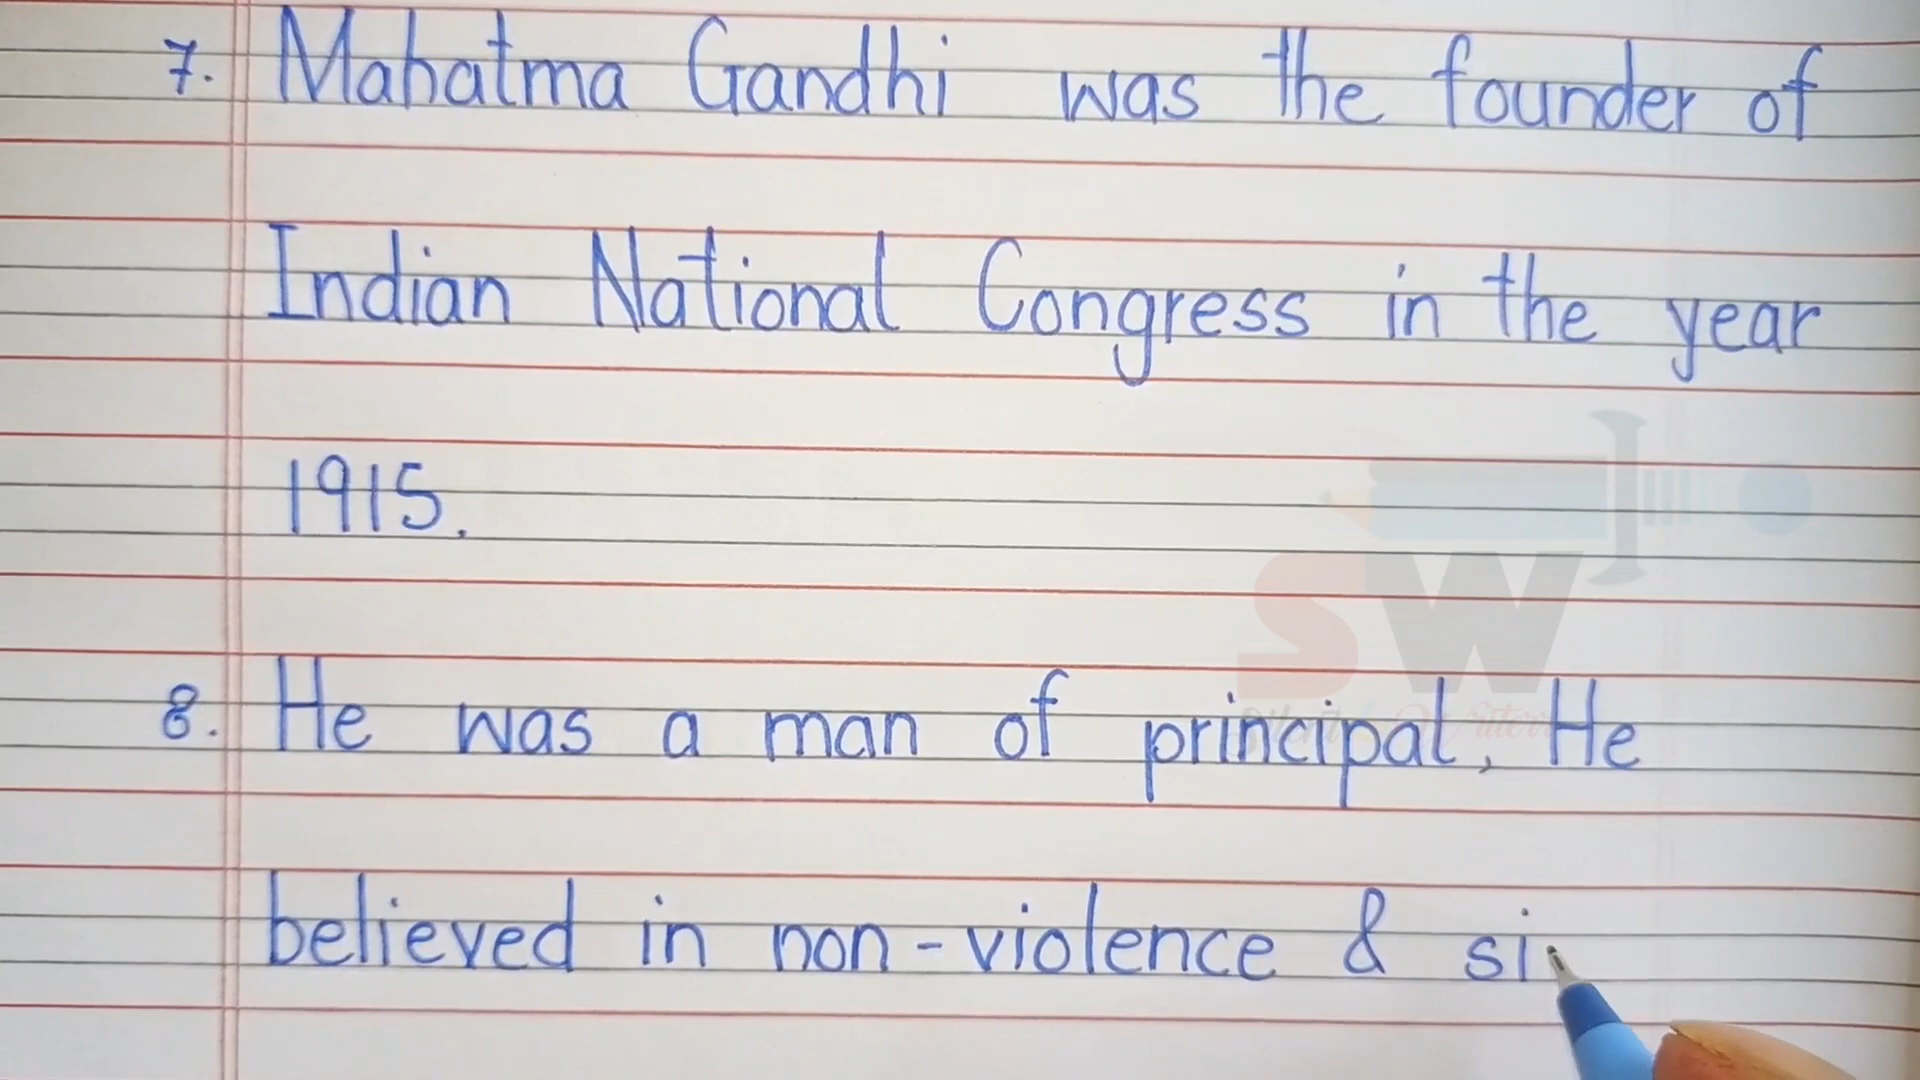 7. Mahatma Gandhi was the founder of
Indian National Congress in the year
1915.
SW
8. He was a man of principal, He
believed in non-violence & si